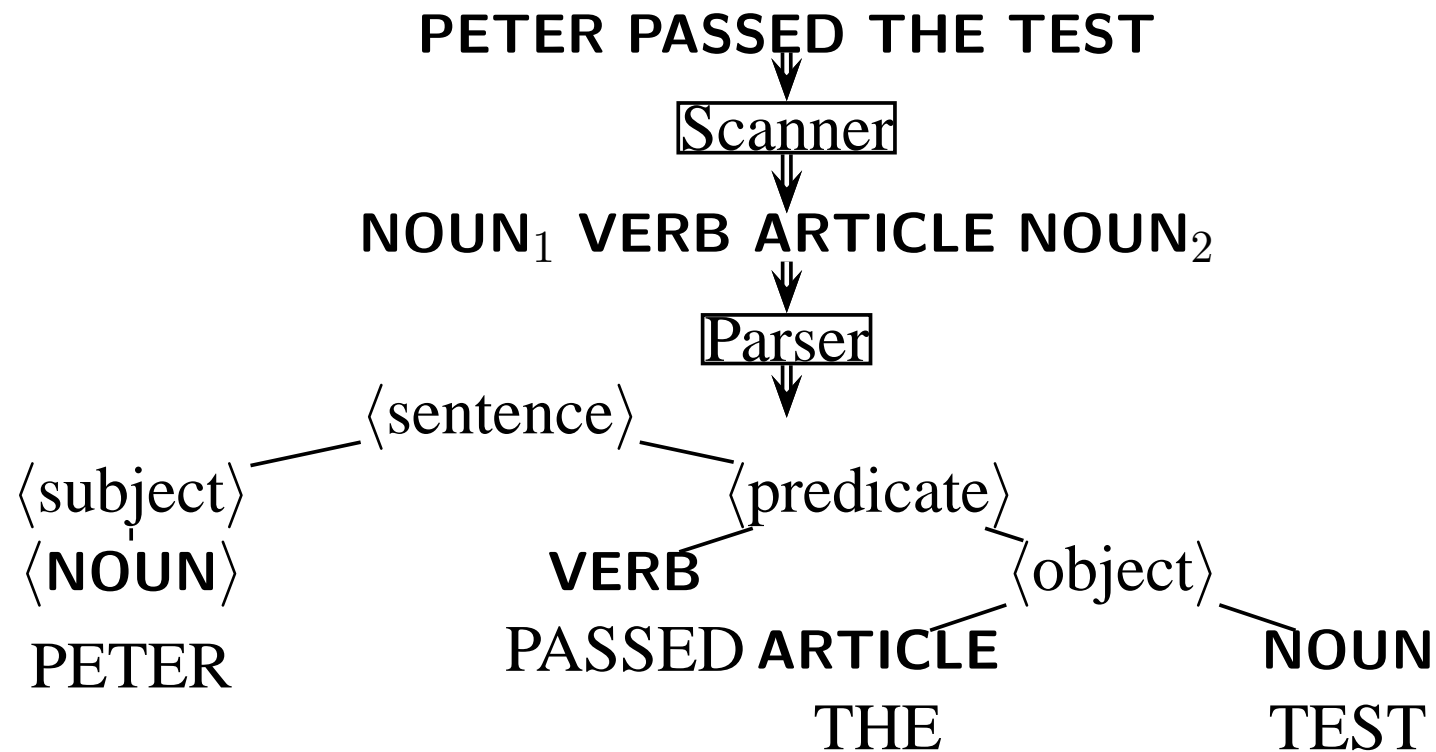 PETER PASSED THE TEST
Scanner
NOUN₁ VERB ARTICLE NOUN₂
Parser
⟨sentence⟩
⟨subject⟩ ⟨predicate⟩
⟨NOUN⟩ VERB ⟨object⟩
PETER PASSED ARTICLE NOUN
THE TEST